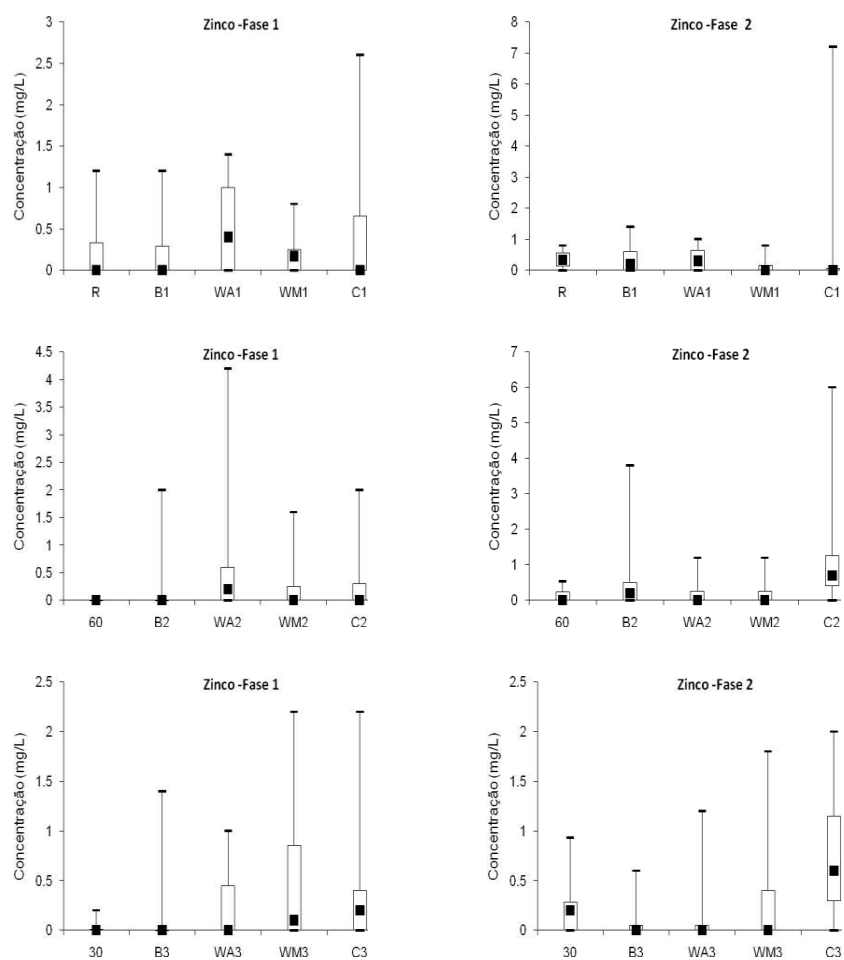 Zinco -Fase 1
Concentração (mg/L)
3
2.5
2
1.5
1
0.5
0
R B1 WA1 WM1 C1
Zinco -Fase 2
Concentração (mg/L)
8
7
6
5
4
3
2
1
0
R B1 WA1 WM1 C1
Zinco -Fase 1
Concentração (mg/L)
4.5
4
3.5
3
2.5
2
1.5
1
0.5
0
60 B2 WA2 WM2 C2
Zinco -Fase 2
Concentração (mg/L)
7
6
5
4
3
2
1
0
60 B2 WA2 WM2 C2
Zinco -Fase 1
Concentração (mg/L)
2.5
2
1.5
1
0.5
0
30 B3 WA3 WM3 C3
Zinco -Fase 2
Concentração (mg/L)
2.5
2
1.5
1
0.5
0
30 B3 WA3 WM3 C3